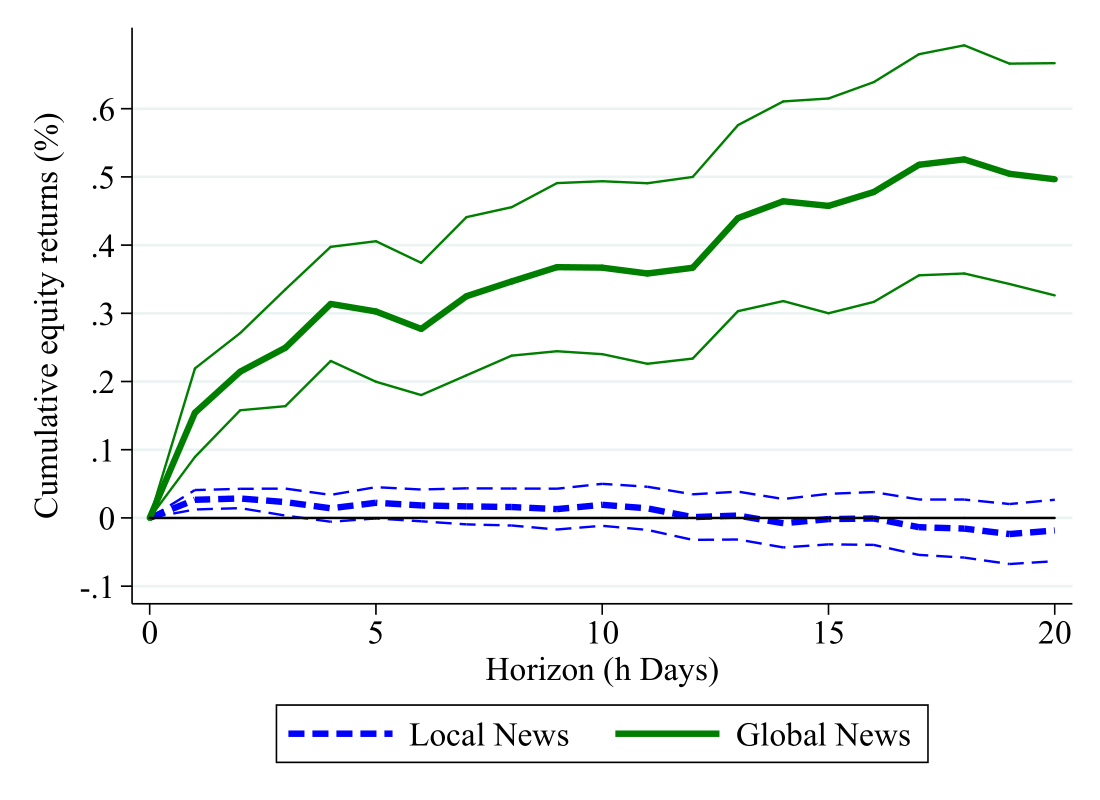 Cumulative equity returns (%)
.6
.5
.4
.3
.2
.1
0
-.1
0 5 10 15 20
Horizon (h Days)
Local News Global News